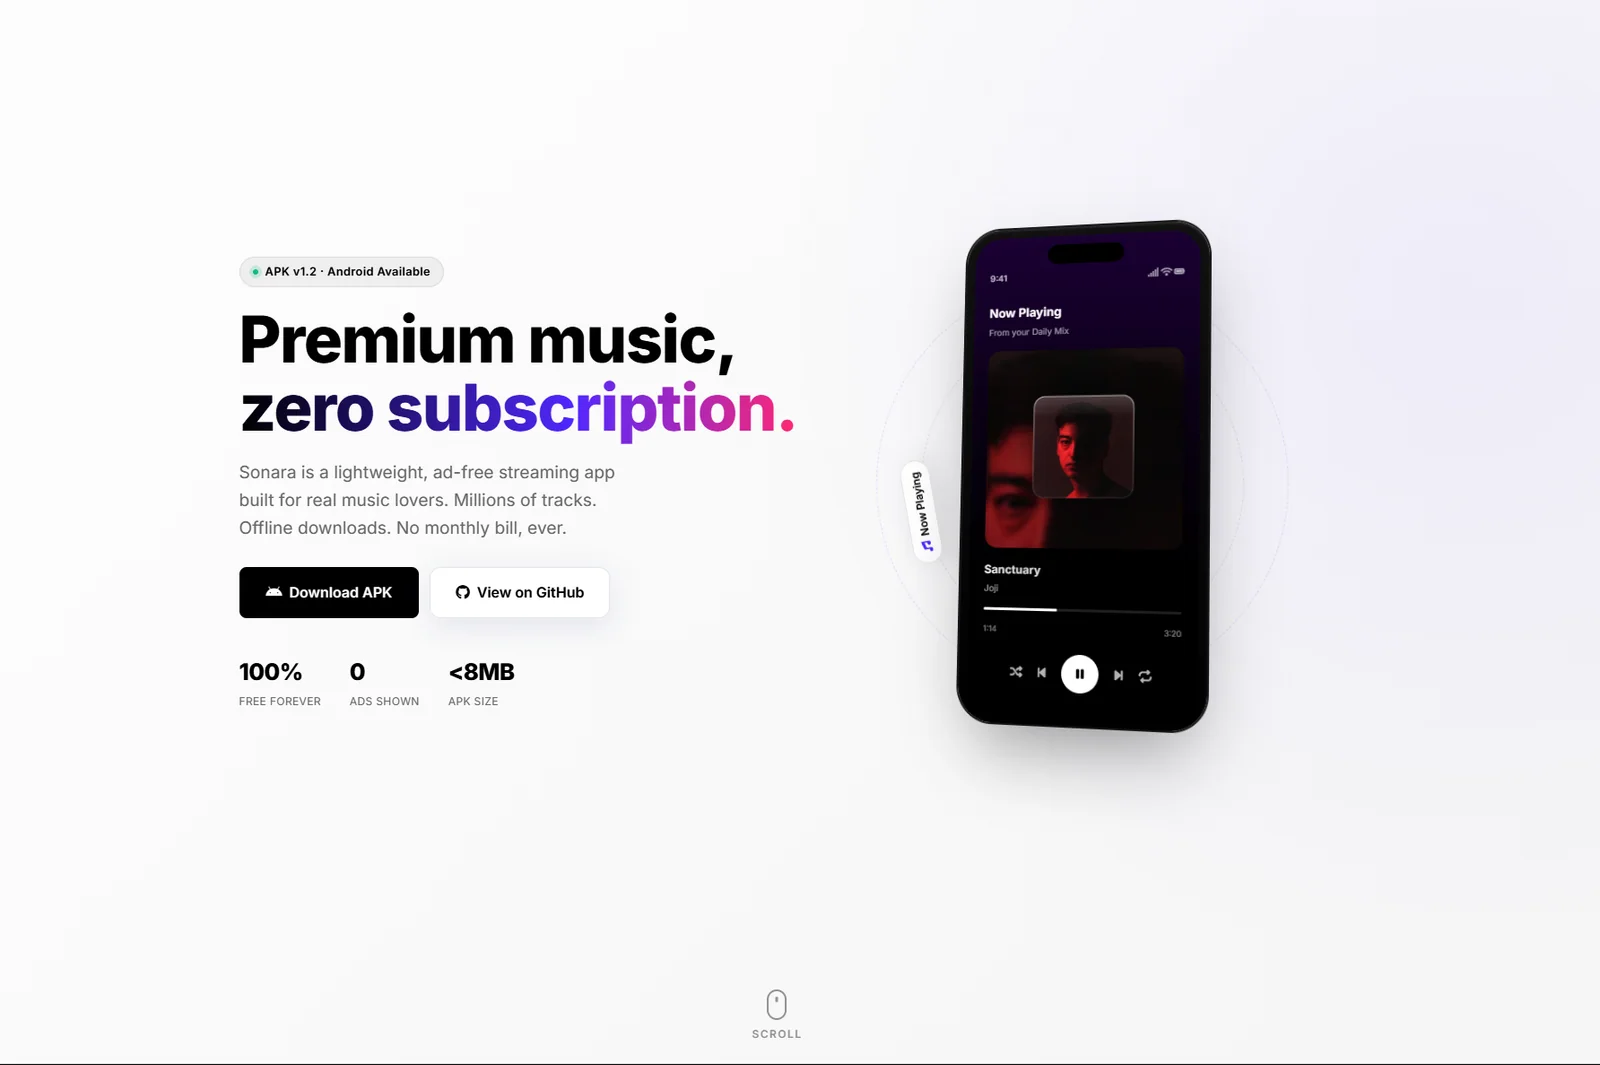 APK v1.2 · Android Available
Premium music,
zero subscription.
Sonara is a lightweight, ad-free streaming app
built for real music lovers. Millions of tracks.
Offline downloads. No monthly bill, ever.
Download APK
View on GitHub
100%
FREE FOREVER
0
ADS SHOWN
<8MB
APK SIZE
Now Playing
9:41
Now Playing
From your Daily Mix
Sanctuary
Joji
1:14
3:20
SCROLL